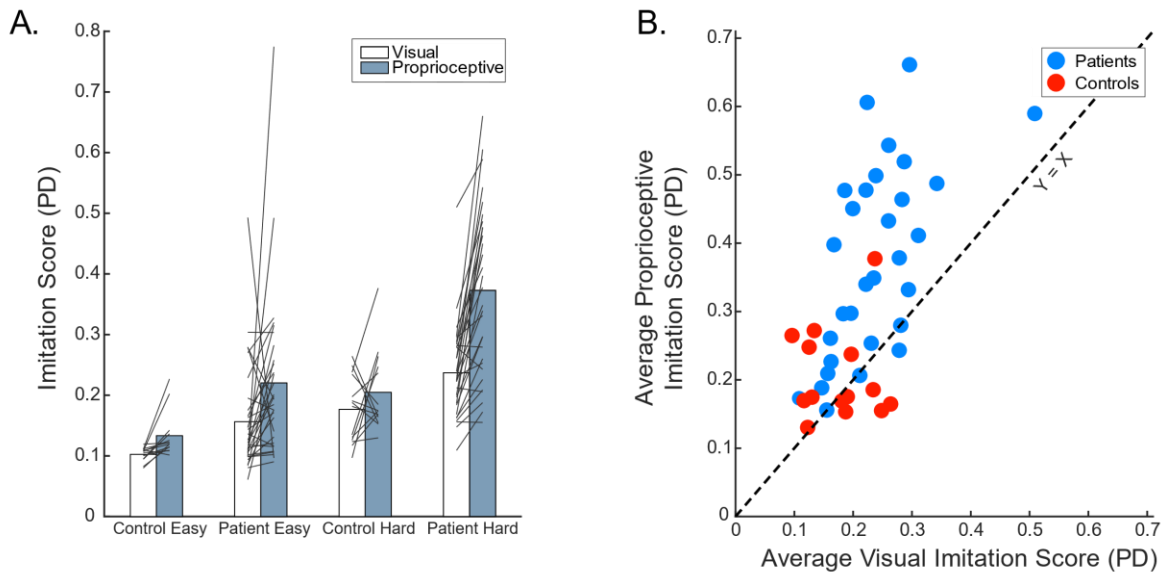 A.
Imitation Score (PD)
0.8
0.7
0.6
0.5
0.4
0.3
0.2
0.1
0
Visual
Proprioceptive
Control Easy
Patient Easy
Control Hard
Patient Hard
B.
Average Proprioceptive
Imitation Score (PD)
0.7
0.6
0.5
0.4
0.3
0.2
0.1
0
Patients
Controls
Y = X
0
0.1
0.2
0.3
0.4
0.5
0.6
0.7
Average Visual Imitation Score (PD)